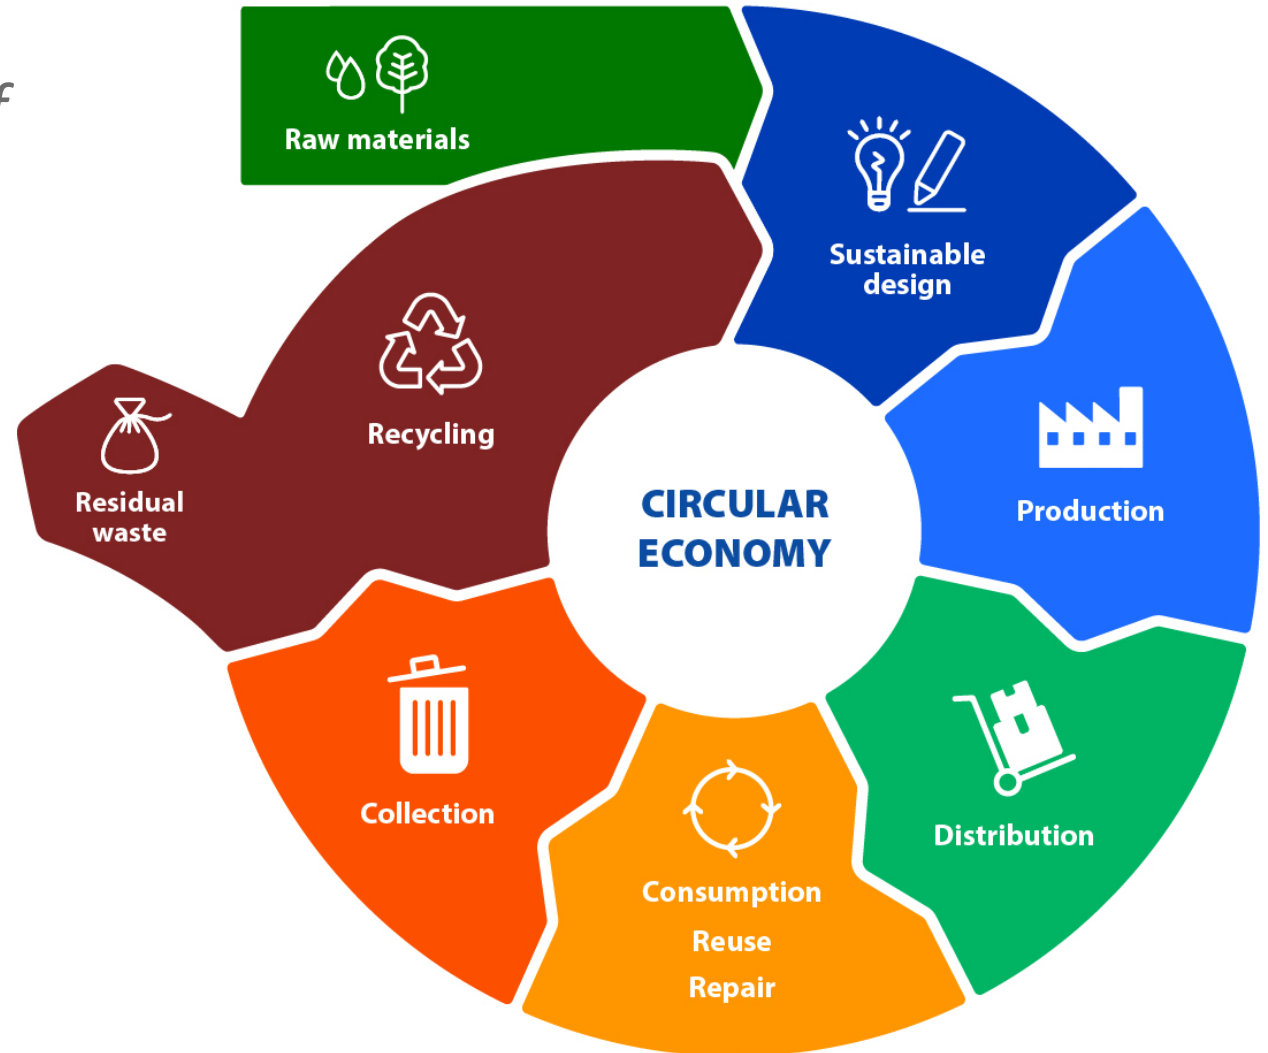 Raw materials
Sustainable
design
Production
Distribution
Consumption
Reuse
Repair
Collection
Recycling
Residual
waste
CIRCULAR
ECONOMY